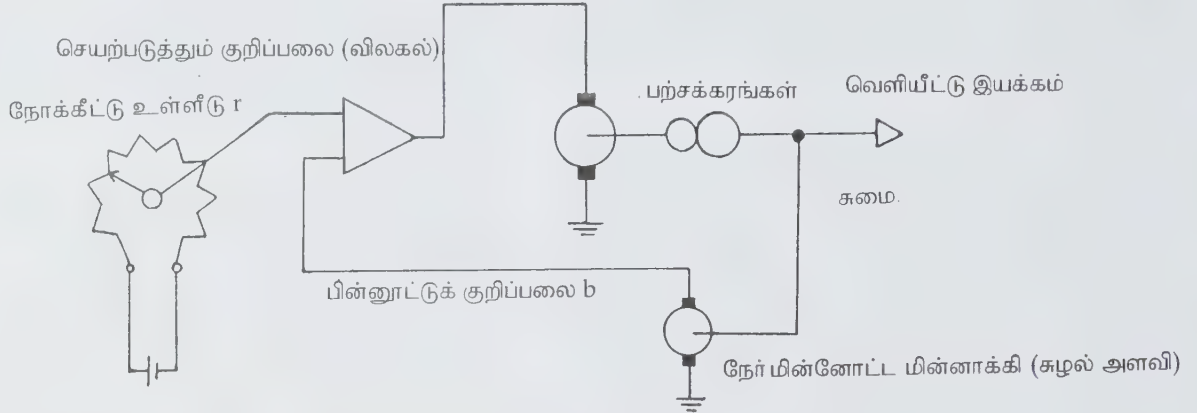 செயற்படுத்தும் குறிப்பலை (விலகல்)
நோக்கீட்டு உள்ளீடு r
பற்சக்கரங்கள்
வெளியீட்டு இயக்கம்
சுமை.
பின்னூட்டுக் குறிப்பலை b
நேர் மின்னோட்ட மின்னாக்கி (சுழல் அளவி)